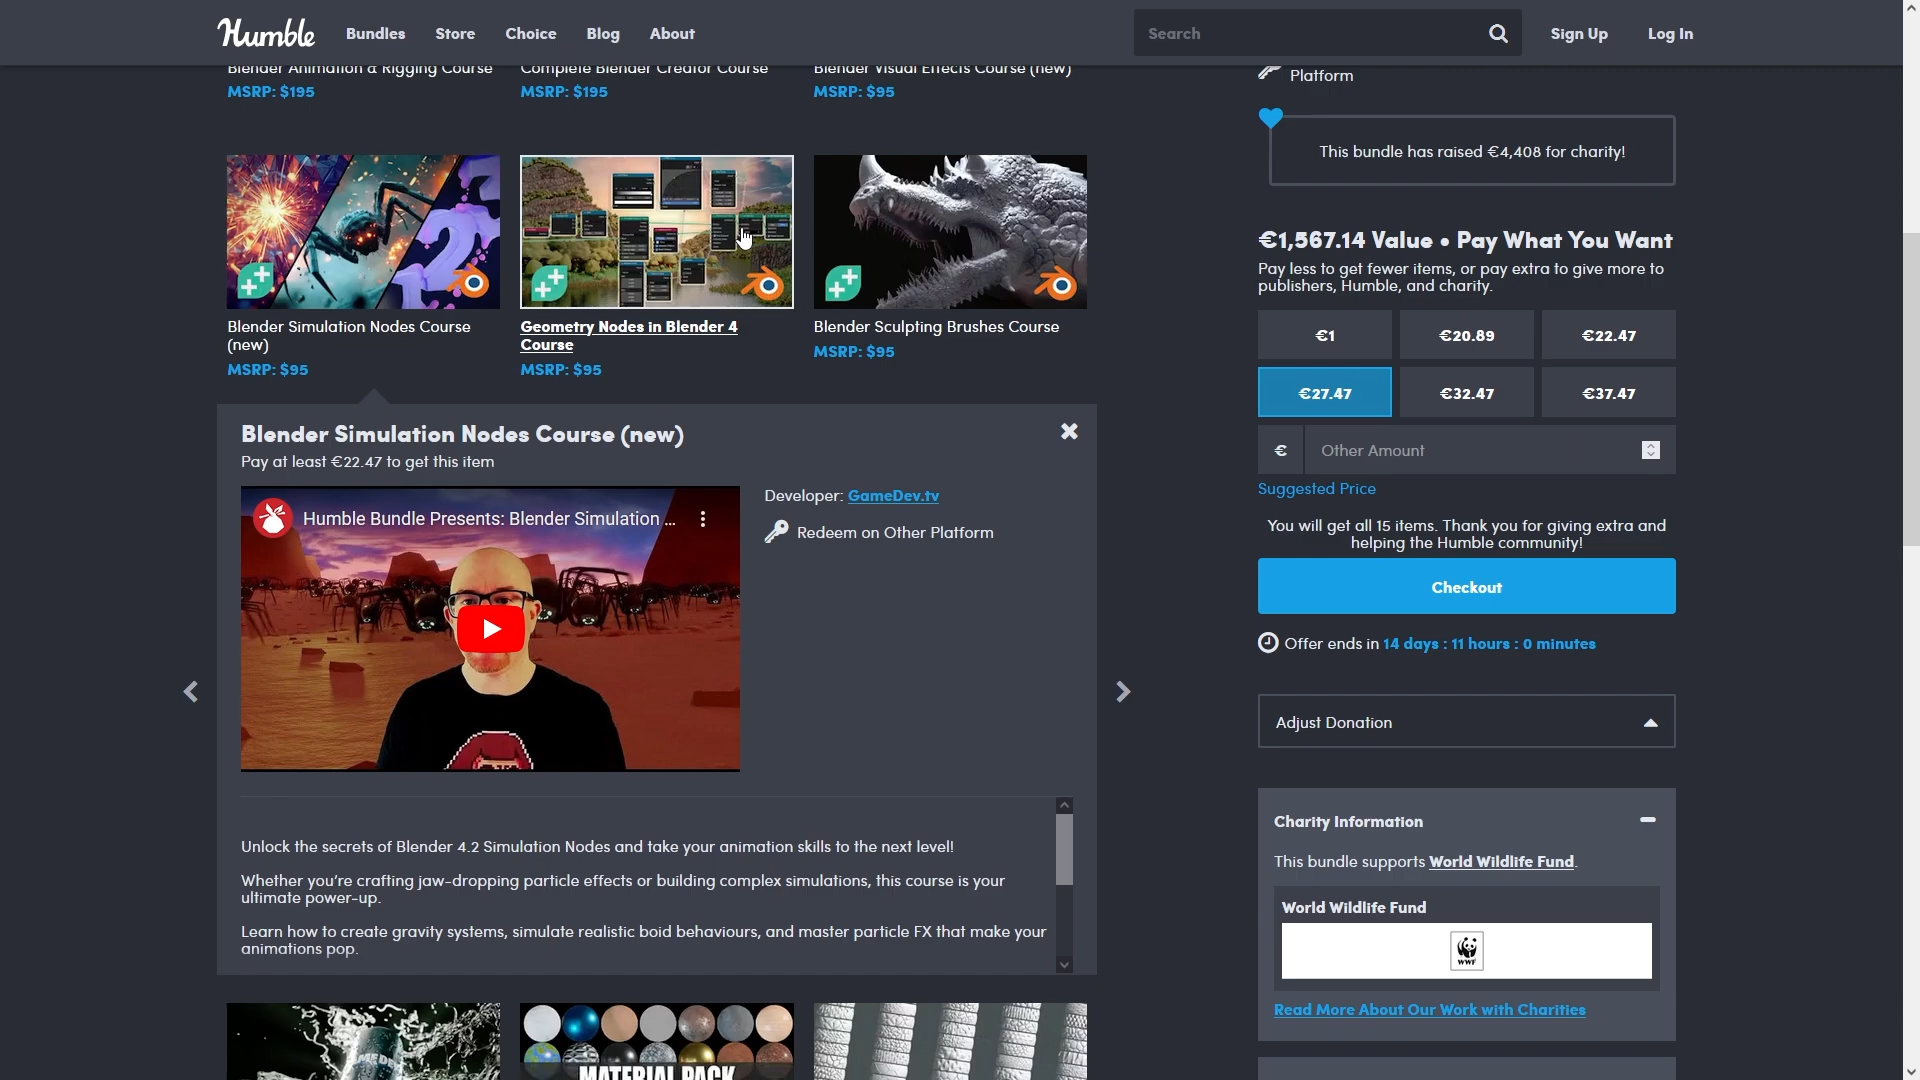 Humble
Bundles
Store
Choice
Blog
About
Search
Sign Up
Log In
Blender Animation & Rigging Course
MSRP: $195
Complete Blender Creator Course
MSRP: $195
Blender Visual Effects Course (new)
MSRP: $95
Blender Simulation Nodes Course
(new)
MSRP: $95
Geometry Nodes in Blender 4
Course
MSRP: $95
Blender Sculpting Brushes Course
MSRP: $95
Blender Simulation Nodes Course (new)
Pay at least €22.47 to get this item
Humble Bundle Presents: Blender Simulation ...
Developer: GameDev.tv
Redeem on Other Platform
Unlock the secrets of Blender 4.2 Simulation Nodes and take your animation skills to the next level!
Whether you're crafting jaw-dropping particle effects or building complex simulations, this course is your
ultimate power-up.
Learn how to create gravity systems, simulate realistic boid behaviours, and master particle FX that make your
animations pop.
MATERIAL PACK
Platform
This bundle has raised €4,408 for charity!
€1,567.14 Value • Pay What You Want
Pay less to get fewer items, or pay extra to give more to
publishers, Humble, and charity.
€1
€20.89
€22.47
€27.47
€32.47
€37.47
€
Other Amount
Suggested Price
You will get all 15 items. Thank you for giving extra and
helping the Humble community!
Checkout
Offer ends in 14 days : 11 hours : 0 minutes
Adjust Donation
Charity Information
This bundle supports World Wildlife Fund.
World Wildlife Fund
WWF
Read More About Our Work with Charities